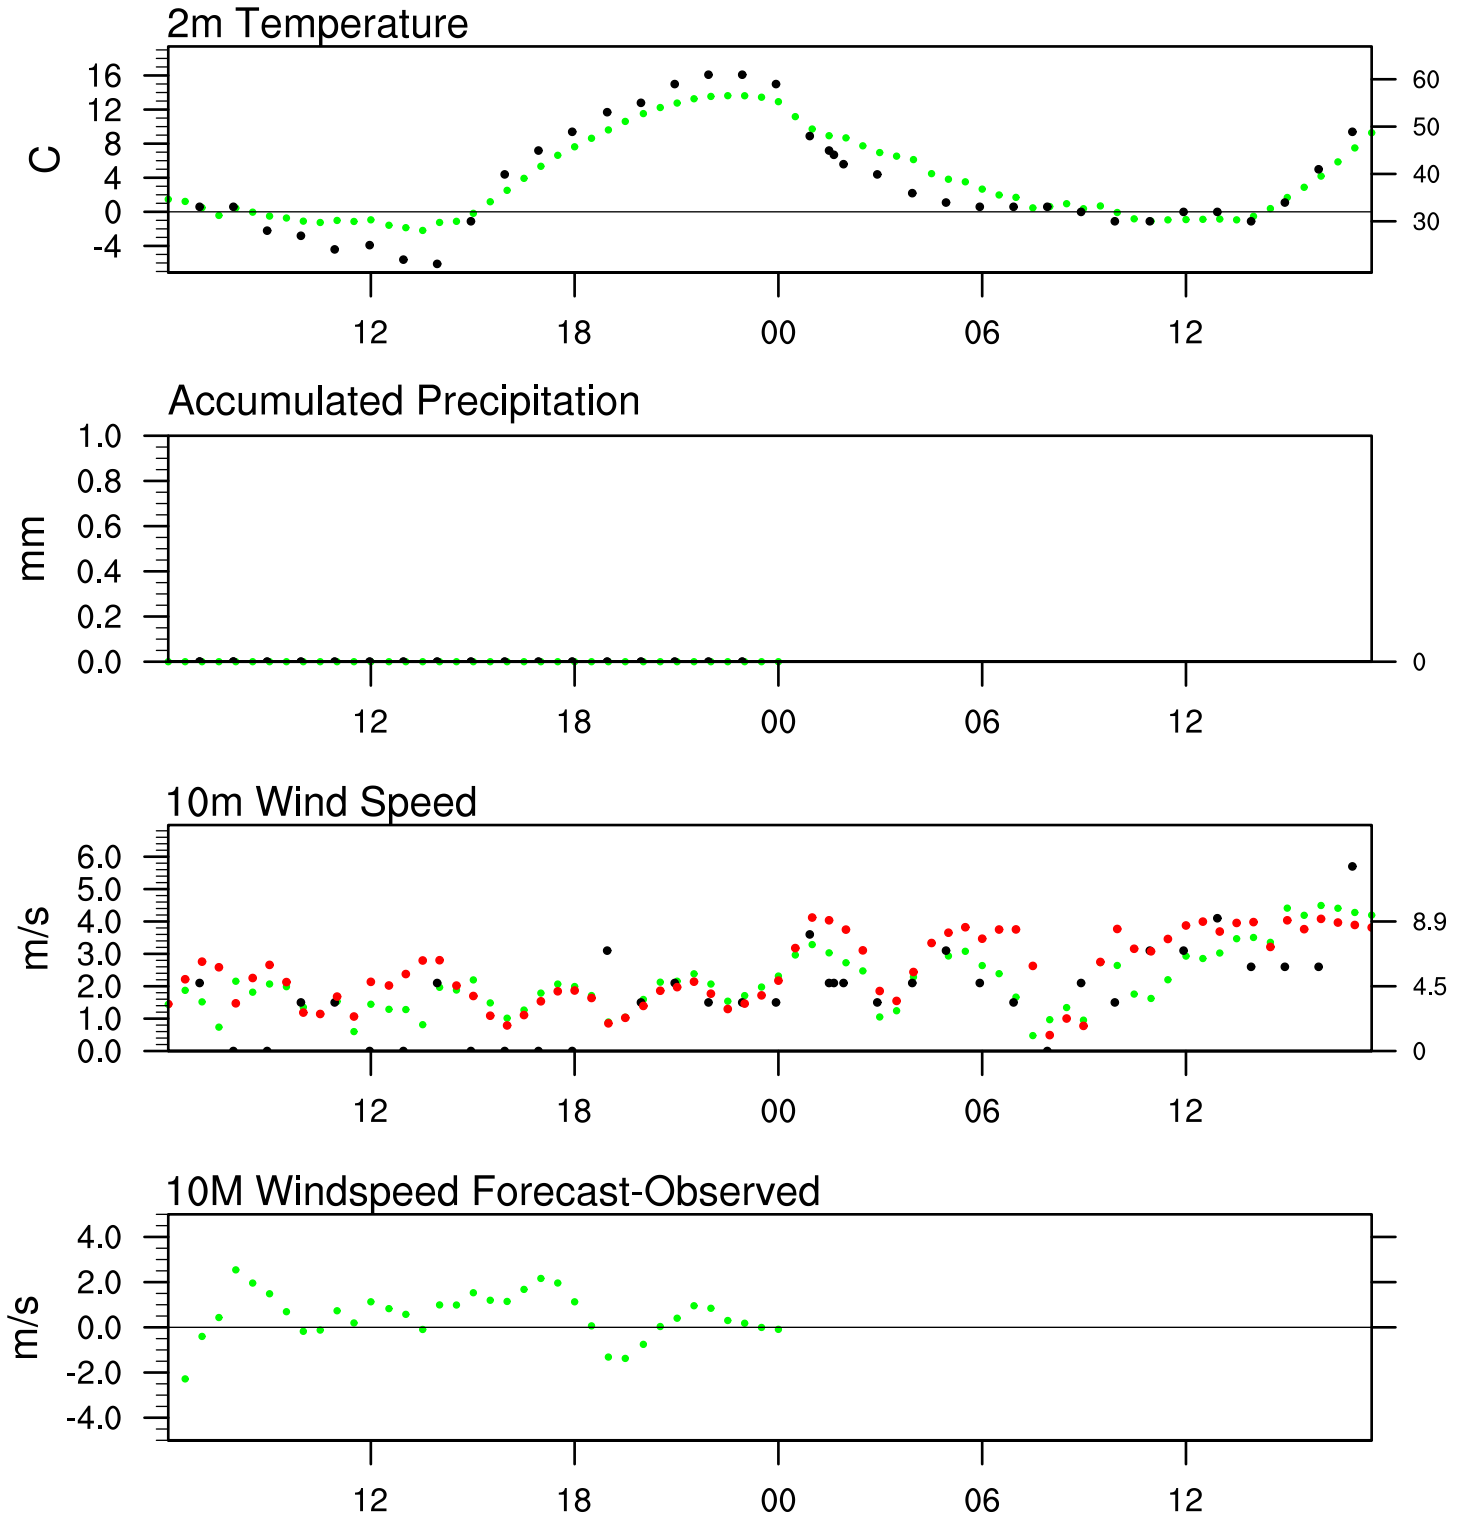 2m Temperature
16
12
8
4
0
-4
C
60
50
40
30
12 18 00 06 12
Accumulated Precipitation
1.0
0.8
0.6
0.4
0.2
0.0
mm
0
12 18 00 06 12
10m Wind Speed
6.0
5.0
4.0
3.0
2.0
1.0
0.0
m/s
8.9
4.5
0
12 18 00 06 12
10M Windspeed Forecast-Observed
4.0
2.0
0.0
-2.0
-4.0
m/s
12 18 00 06 12